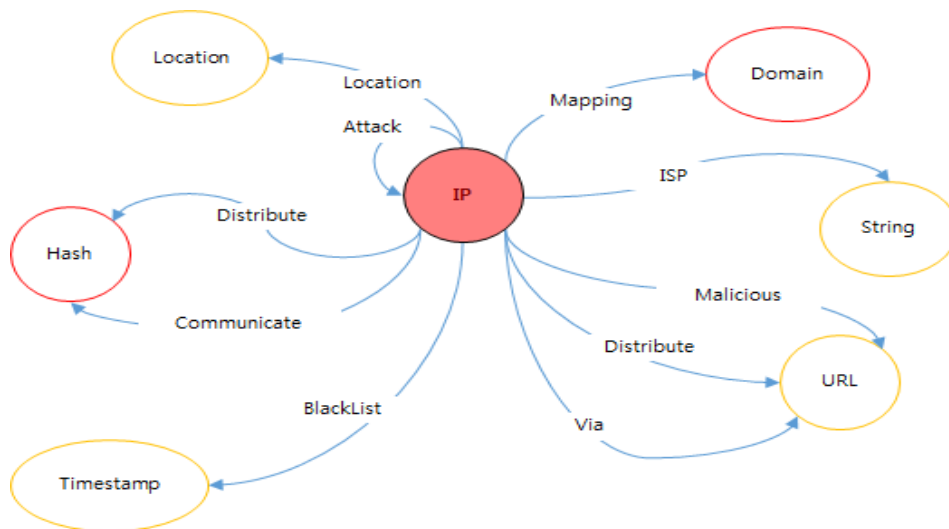 Location
Domain
Location
Mapping
Attack
ISP
IP
Distribute
String
Hash
Malicious
Communicate
Distribute
URL
BlackList
Via
Timestamp